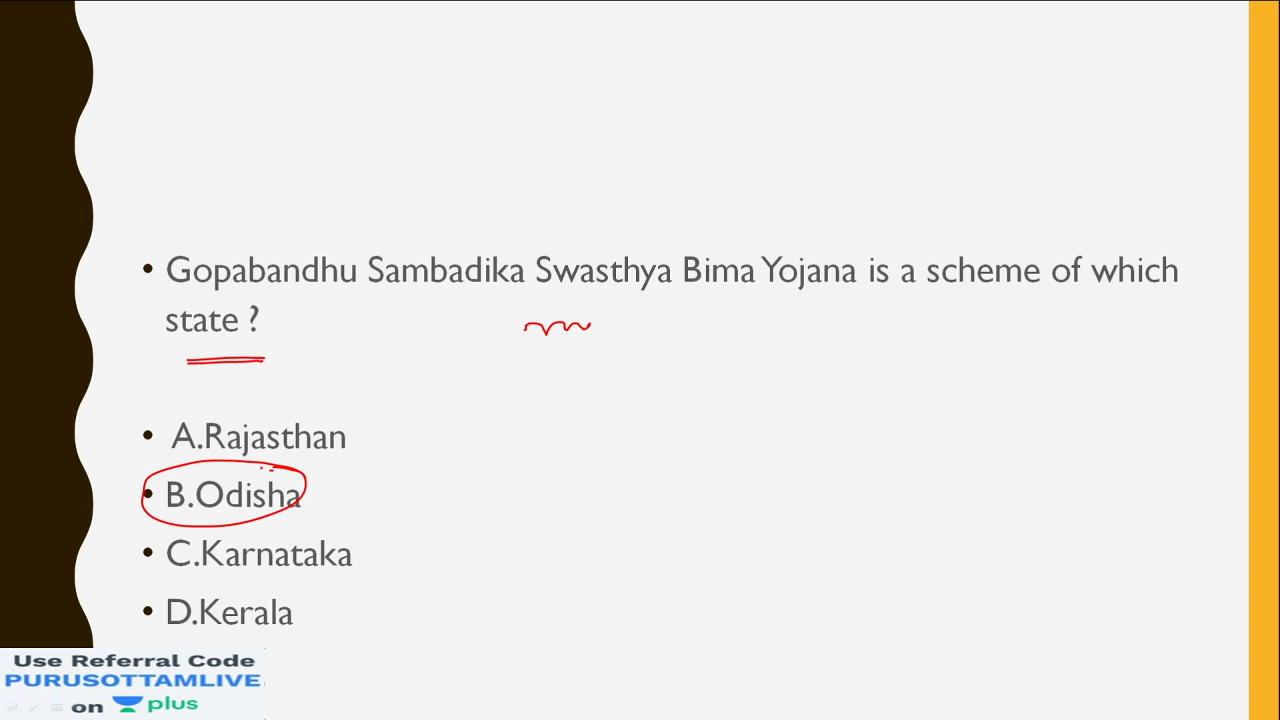 • Gopabandhu Sambadika Swasthya Bima Yojana is a scheme of which
state ?
• A.Rajasthan
• B.Odisha
• C.Karnataka
• D.Kerala
Use Referral Code
PURUSOTTAMLIVE
on plus